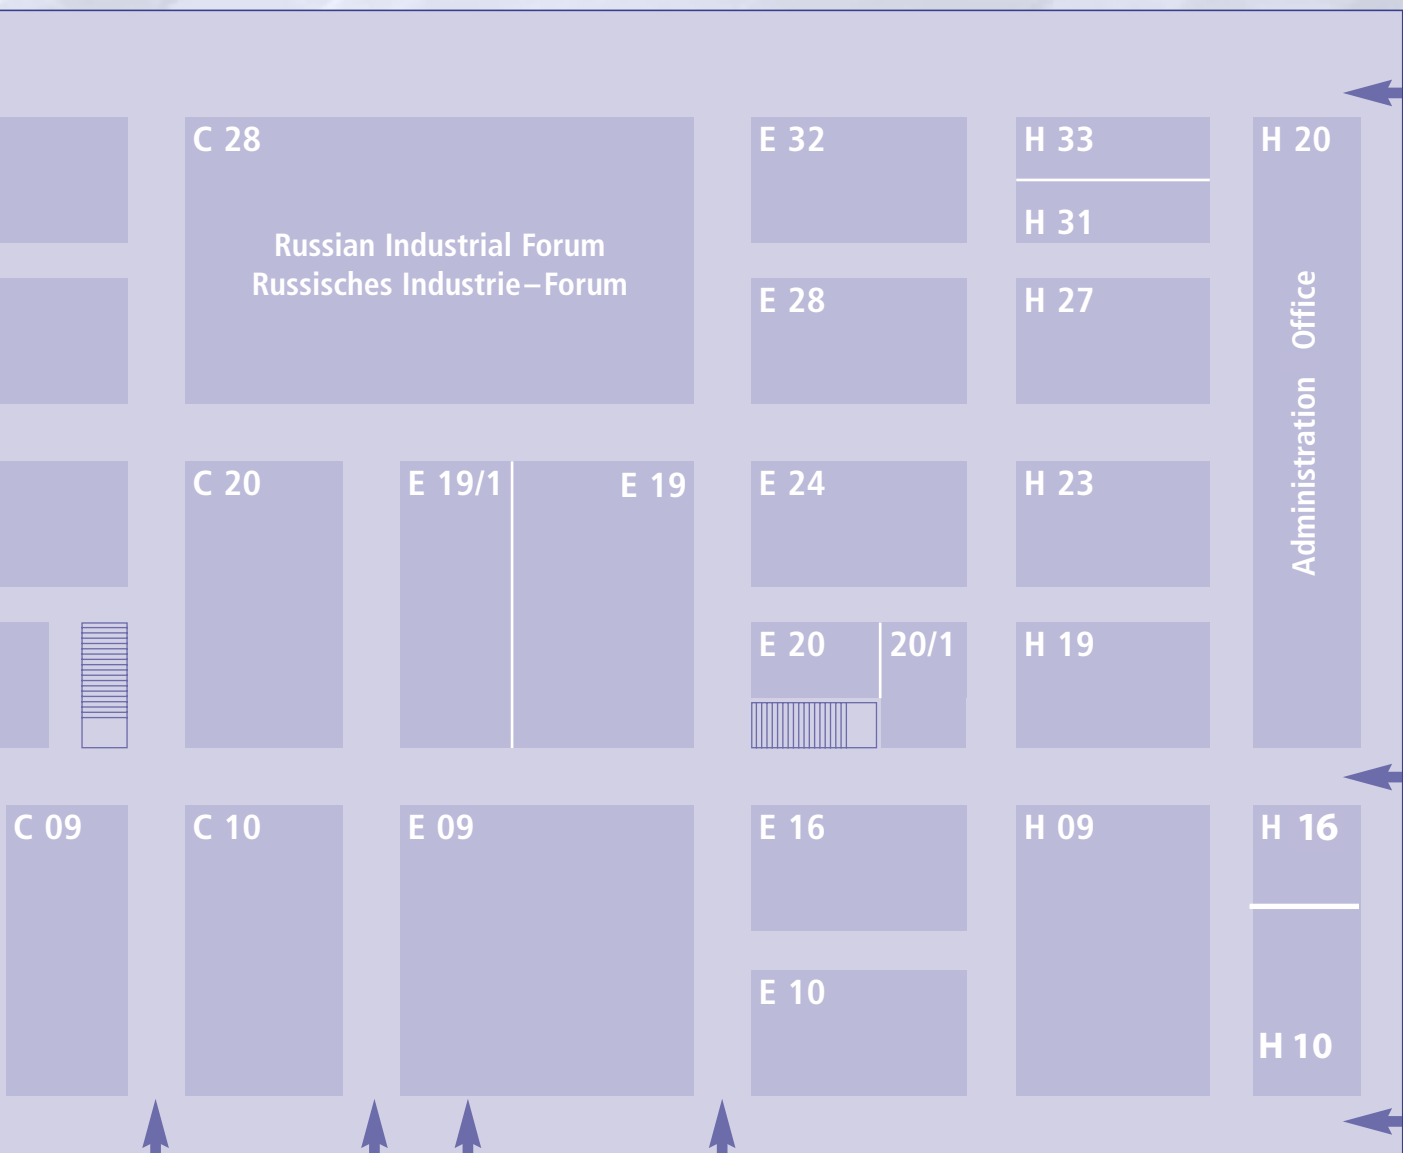 C 28
Russian Industrial Forum
Russisches Industrie–Forum
E 32
H 33
H 31
H 20
Administration Office
E 28
H 27
C 20
E 19/1
E 19
E 24
H 23
E 20
20/1
H 19
C 09
C 10
E 09
E 16
H 09
H 16
E 10
H 10